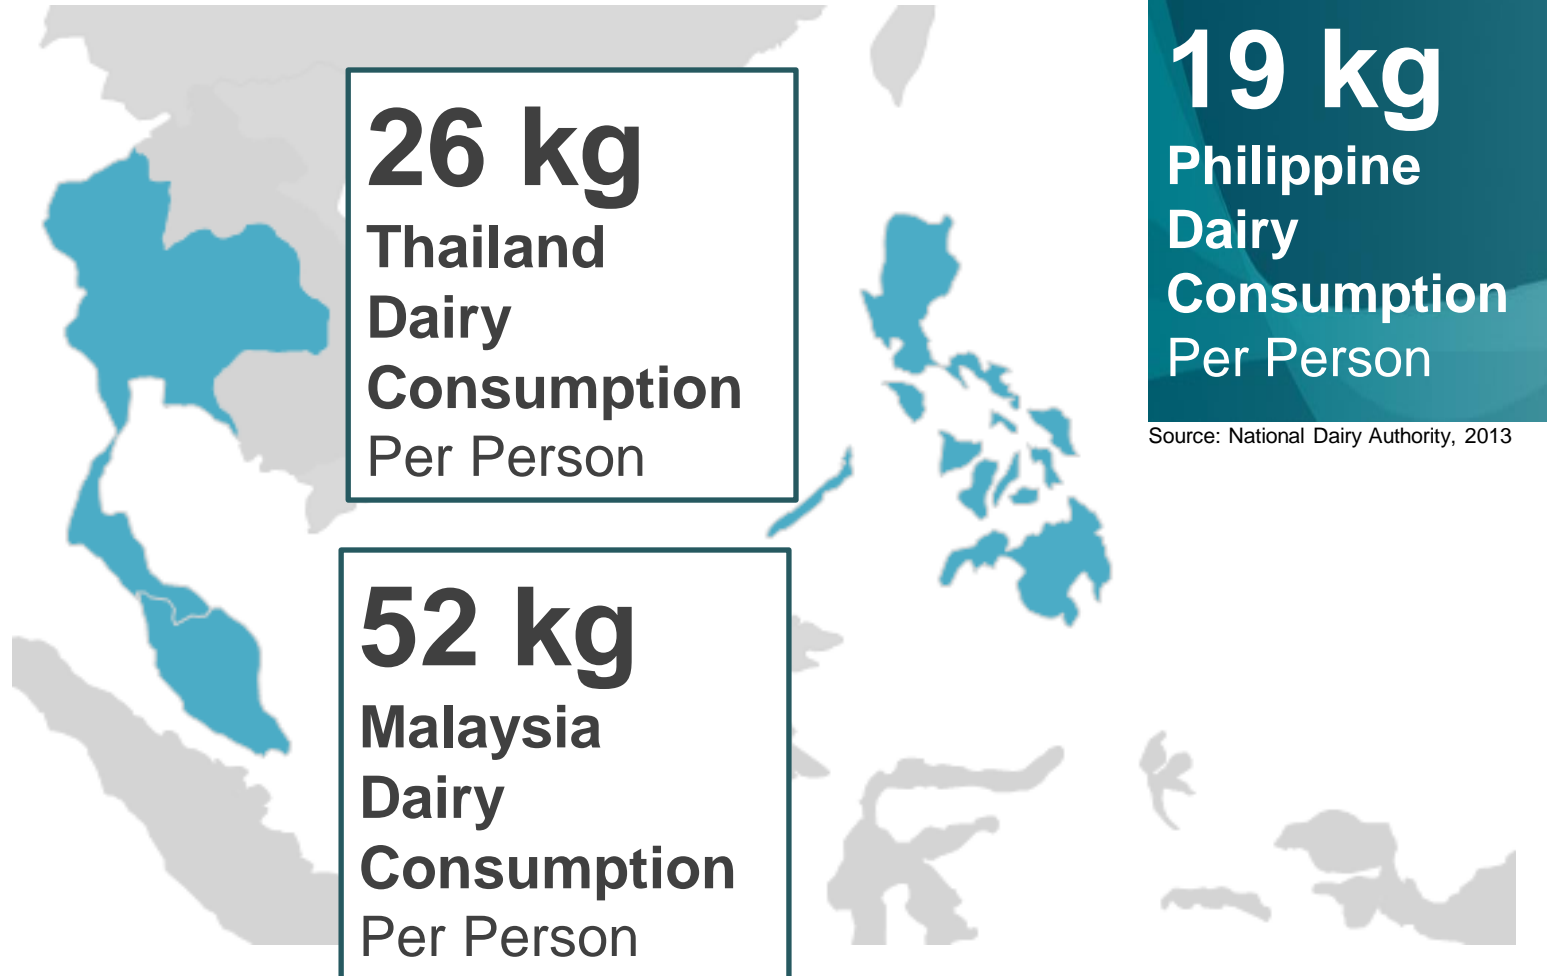 26 kg
Thailand
Dairy
Consumption
Per Person
52 kg
Malaysia
Dairy
Consumption
Per Person
19 kg
Philippine
Dairy
Consumption
Per Person
Source: National Dairy Authority, 2013